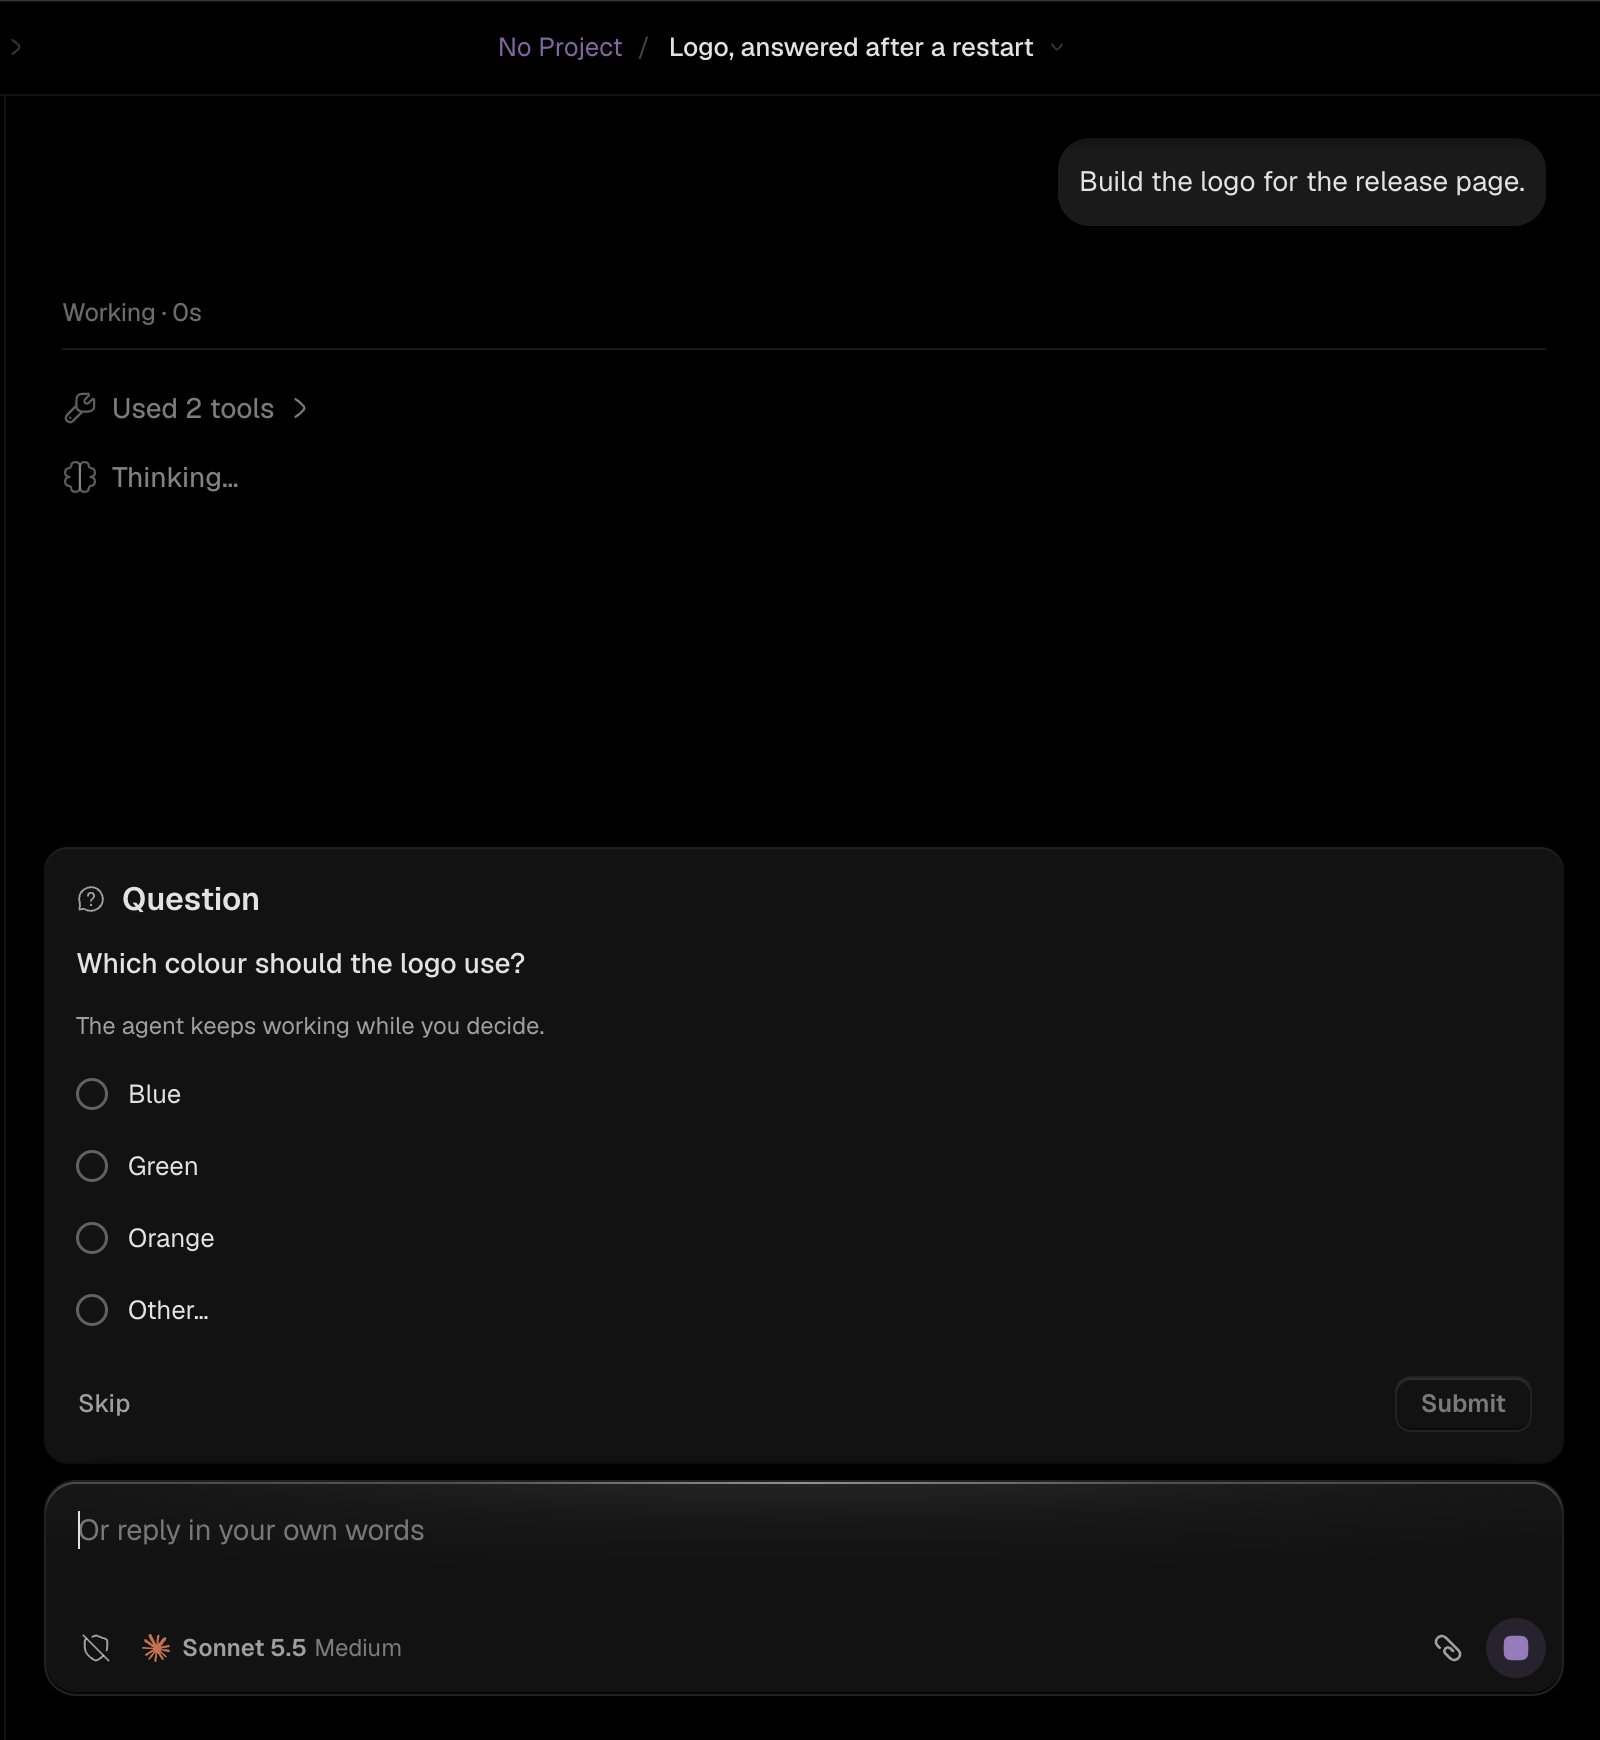 No Project / Logo, answered after a restart
Build the logo for the release page.
Working · 0s
Used 2 tools
Thinking...
Question
Which colour should the logo use?
The agent keeps working while you decide.
Blue
Green
Orange
Other...
Skip
Submit
Or reply in your own words
Sonnet 5.5 Medium